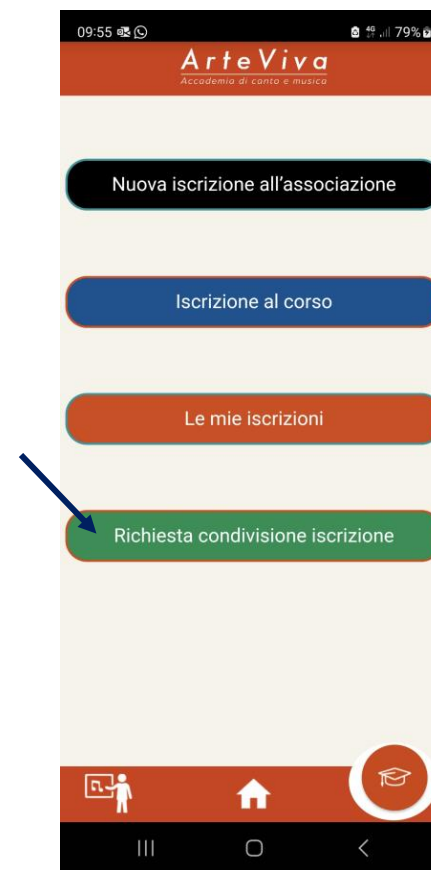 09:55
4G 79%
ArteViva
Accademia di canto e musica
Nuova iscrizione all’associazione
Iscrizione al corso
Le mie iscrizioni
Richiesta condivisione iscrizione